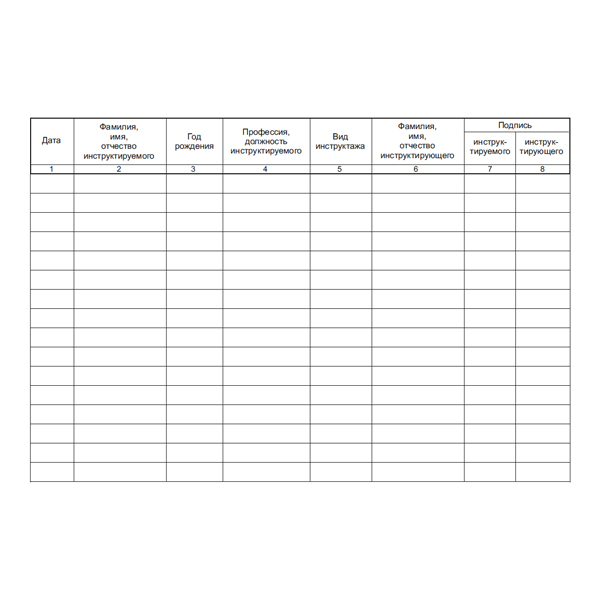 Дата
Фамилия,
имя,
отчество
инструктируемого
Год
рождения
Профессия,
должность
инструктируемого
Вид
инструктажа
Фамилия,
имя,
отчество
инструктирующего
Подпись
инструк-
тируемого
инструк-
тирующего
1 2 3 4 5 6 7 8